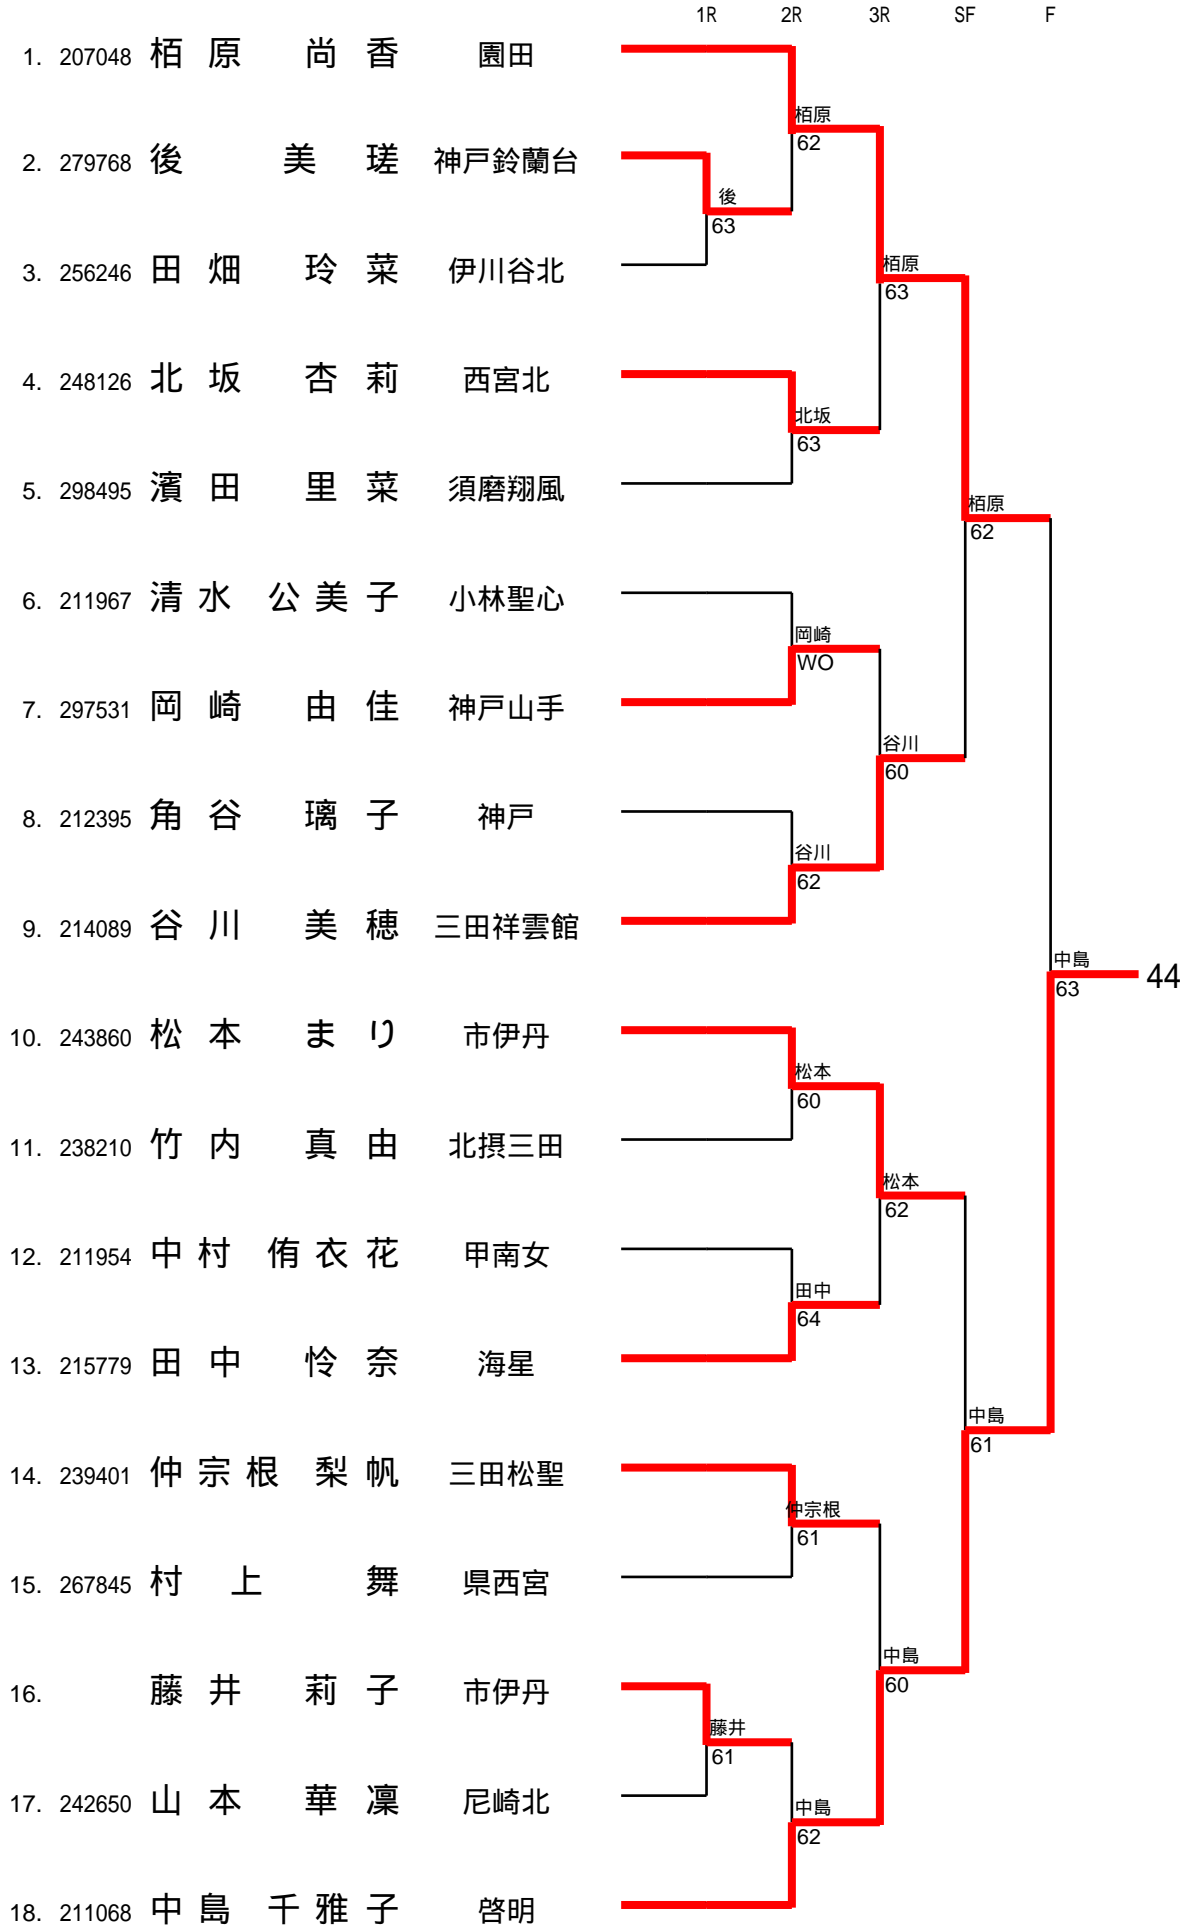 1R 2R 3R SF F
1. 207048 栢原 尚香 園田
栢原
62
2. 279768 後 美瑳 神戸鈴蘭台
後
63
3. 256246 田畑 玲菜 伊川谷北
栢原
63
4. 248126 北坂 杏莉 西宮北
北坂
63
5. 298495 濱田 里菜 須磨翔風
栢原
62
6. 211967 清水 公美子 小林聖心
岡崎
WO
7. 297531 岡崎 由佳 神戸山手
谷川
60
8. 212395 角谷 璃子 神戸
谷川
62
9. 214089 谷川 美穂 三田祥雲館
中島
63 44
10. 243860 松本 まり 市伊丹
松本
60
11. 238210 竹内 真由 北摂三田
松本
62
12. 211954 中村 侑衣花 甲南女
田中
64
13. 215779 田中 怜奈 海星
中島
61
14. 239401 仲宗根 梨帆 三田松聖
仲宗根
61
15. 267845 村上 舞 県西宮
中島
60
16. 藤井 莉子 市伊丹
藤井
61
17. 242650 山本 華凜 尼崎北
中島
62
18. 211068 中島 千雅子 啓明